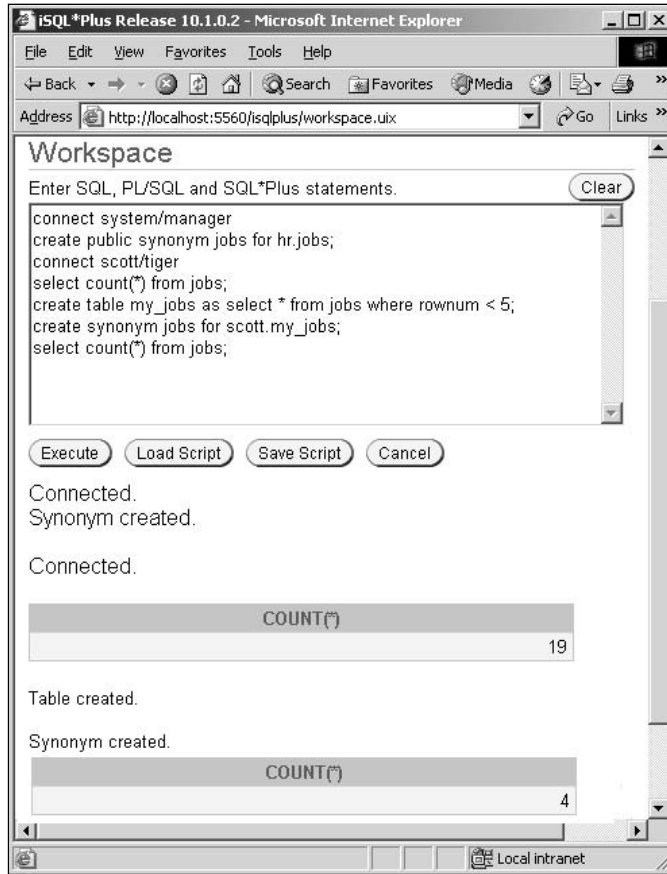 iSQL*Plus Release 10.1.0.2 - Microsoft Internet Explorer
File Edit View Favorites Tools Help
Back Search Favorites Media »
Address http://localhost:5560/isqlplus/workspace.uix Go Links »
Workspace
Enter SQL, PL/SQL and SQL*Plus statements. Clear
connect system/manager
create public synonym jobs for hr.jobs;
connect scott/tiger
select count(*) from jobs;
create table my_jobs as select * from jobs where rownum < 5;
create synonym jobs for scott.my_jobs;
select count(*) from jobs;
Execute Load Script Save Script Cancel
Connected.
Synonym created.
Connected.
COUNT(*)
19
Table created.
Synonym created.
COUNT(*)
4
Local intranet